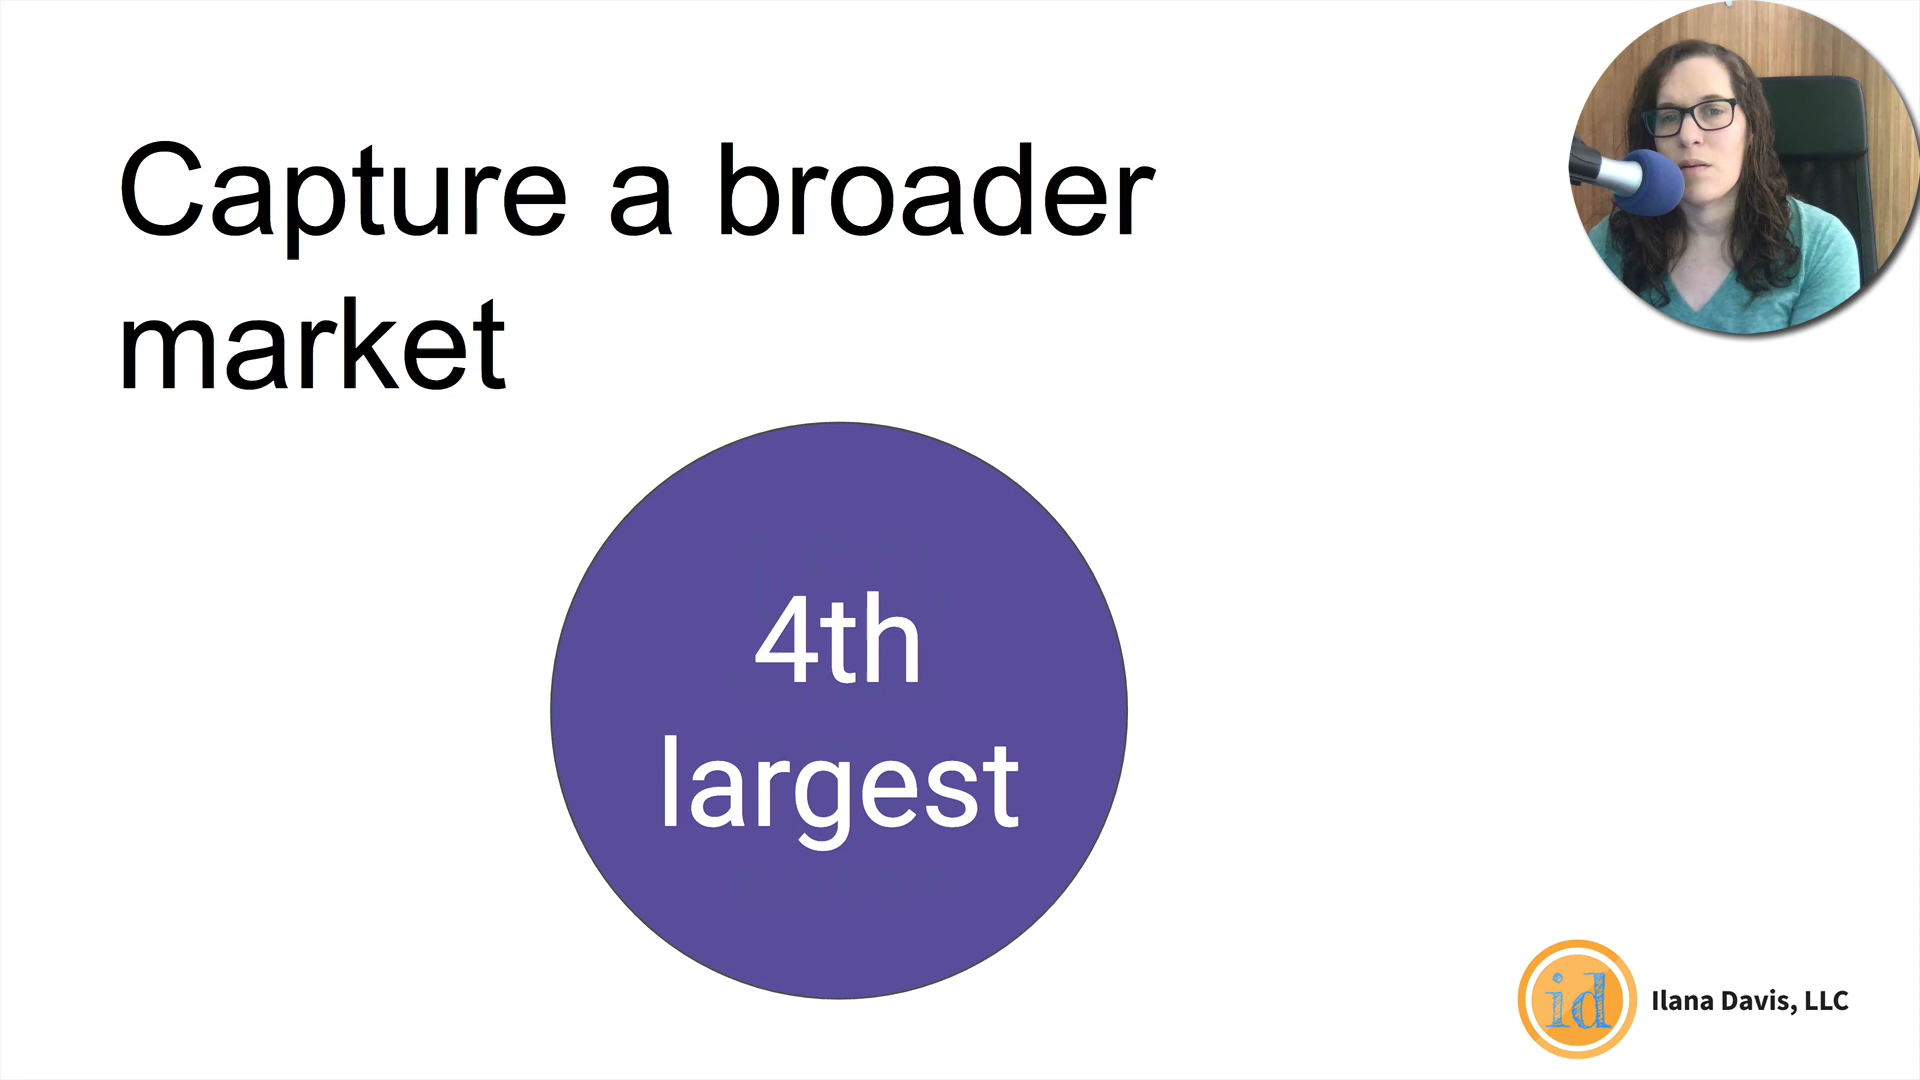 Capture a broader
market
4th
largest
id
Ilana Davis, LLC